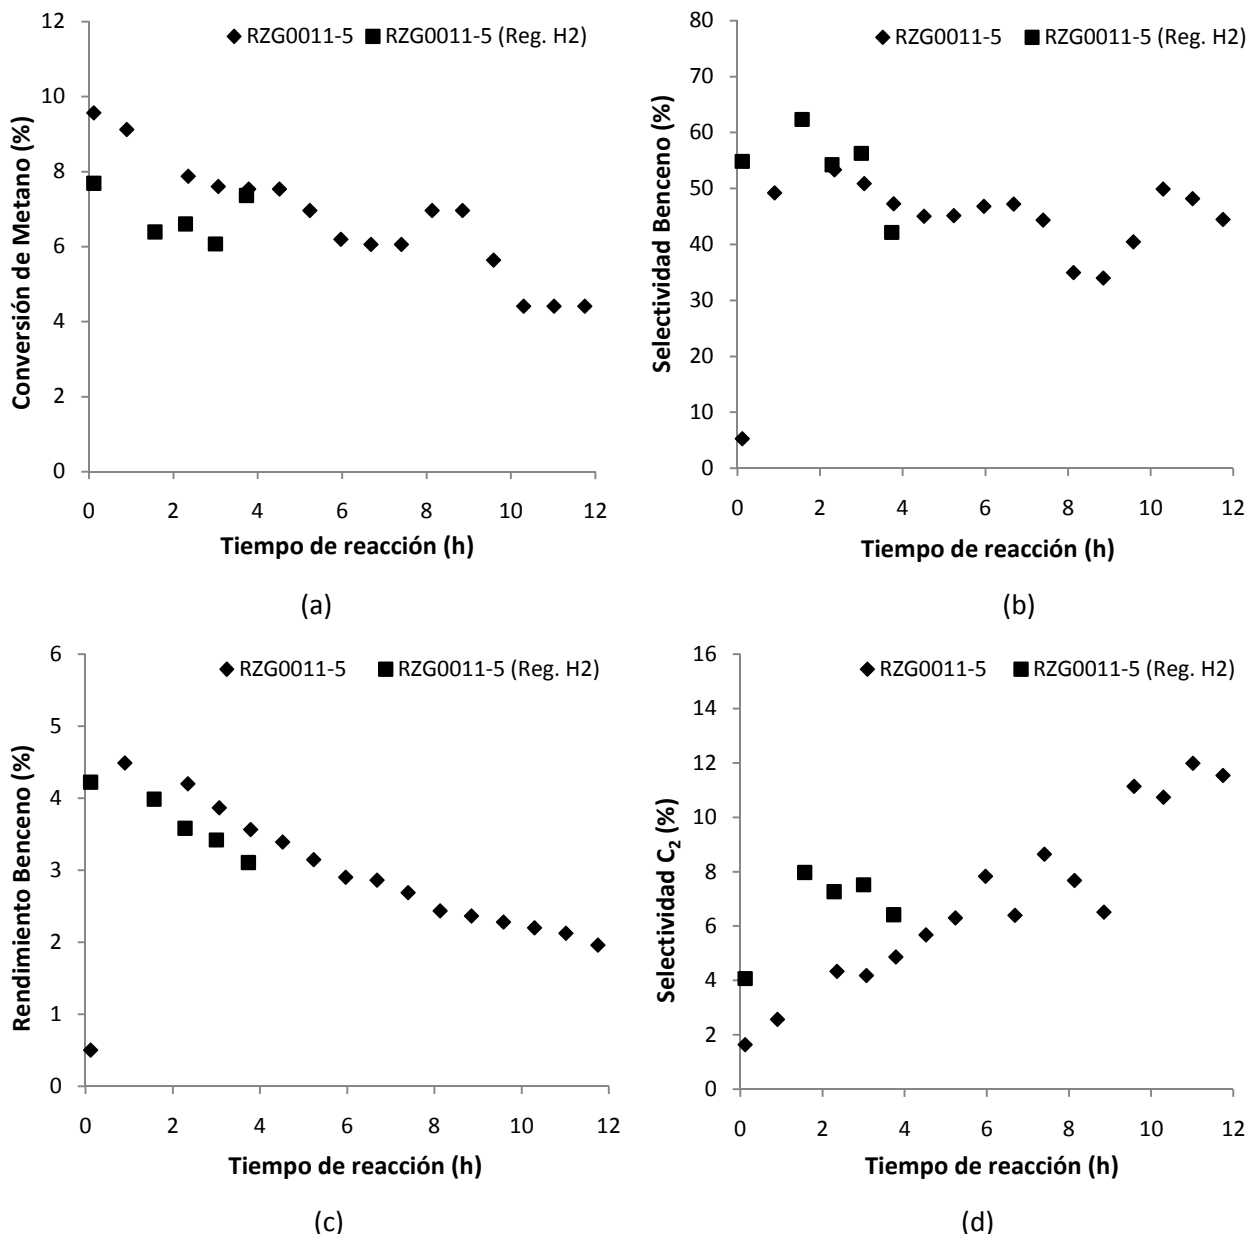 RZG0011-5 RZG0011-5 (Reg. H2)
12
10
8
6
4
2
0
0 2 4 6 8 10 12
Conversión de Metano (%)
Tiempo de reacción (h)
(a)
RZG0011-5 RZG0011-5 (Reg. H2)
80
70
60
50
40
30
20
10
0
0 2 4 6 8 10 12
Selectividad Benceno (%)
Tiempo de reacción (h)
(b)
RZG0011-5 RZG0011-5 (Reg. H2)
6
5
4
3
2
1
0
0 2 4 6 8 10 12
Rendimiento Benceno (%)
Tiempo de reacción (h)
(c)
RZG0011-5 RZG0011-5 (Reg. H2)
16
14
12
10
8
6
4
2
0
0 2 4 6 8 10 12
Selectividad C₂ (%)
Tiempo de reacción (h)
(d)